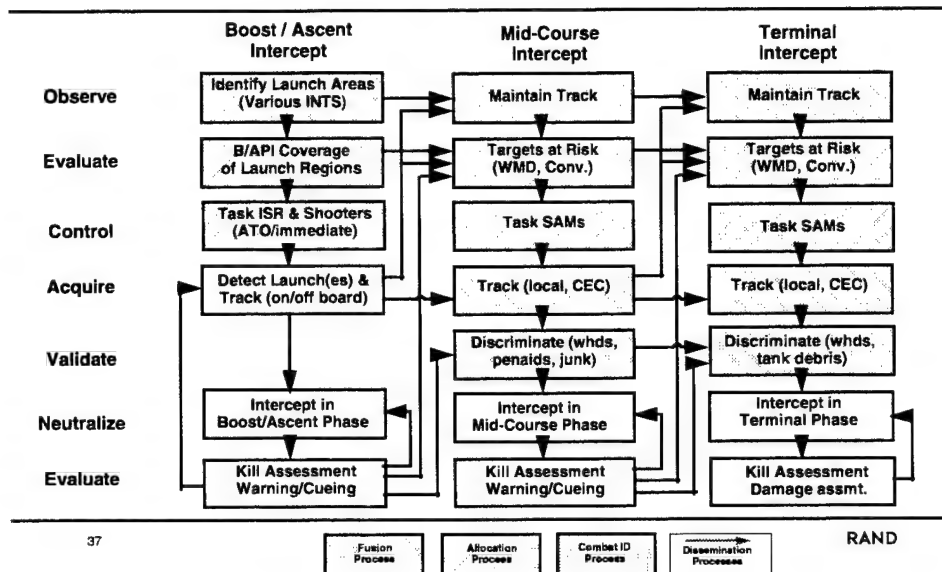 Boost / Ascent
Intercept
Mid-Course
Intercept
Terminal
Intercept
Observe
Identify Launch Areas
(Various INTS)
Maintain Track
Maintain Track
Evaluate
B/API Coverage
of Launch Regions
Targets at Risk
(WMD, Conv.)
Targets at Risk
(WMD, Conv.)
Control
Task ISR & Shooters
(ATO/immediate)
Task SAMs
Task SAMs
Acquire
Detect Launch(es) &
Track (on/off board)
Track (local, CEC)
Track (local, CEC)
Validate
Discriminate (whds,
penaids, junk)
Discriminate (whds,
tank debris)
Neutralize
Intercept in
Boost/Ascent Phase
Intercept in
Mid-Course Phase
Intercept in
Terminal Phase
Evaluate
Kill Assessment
Warning/Cueing
Kill Assessment
Warning/Cueing
Kill Assessment
Damage assmt.
37
Fusion
Process
Allocation
Process
Combat ID
Process
Dissemination
Processes
RAND